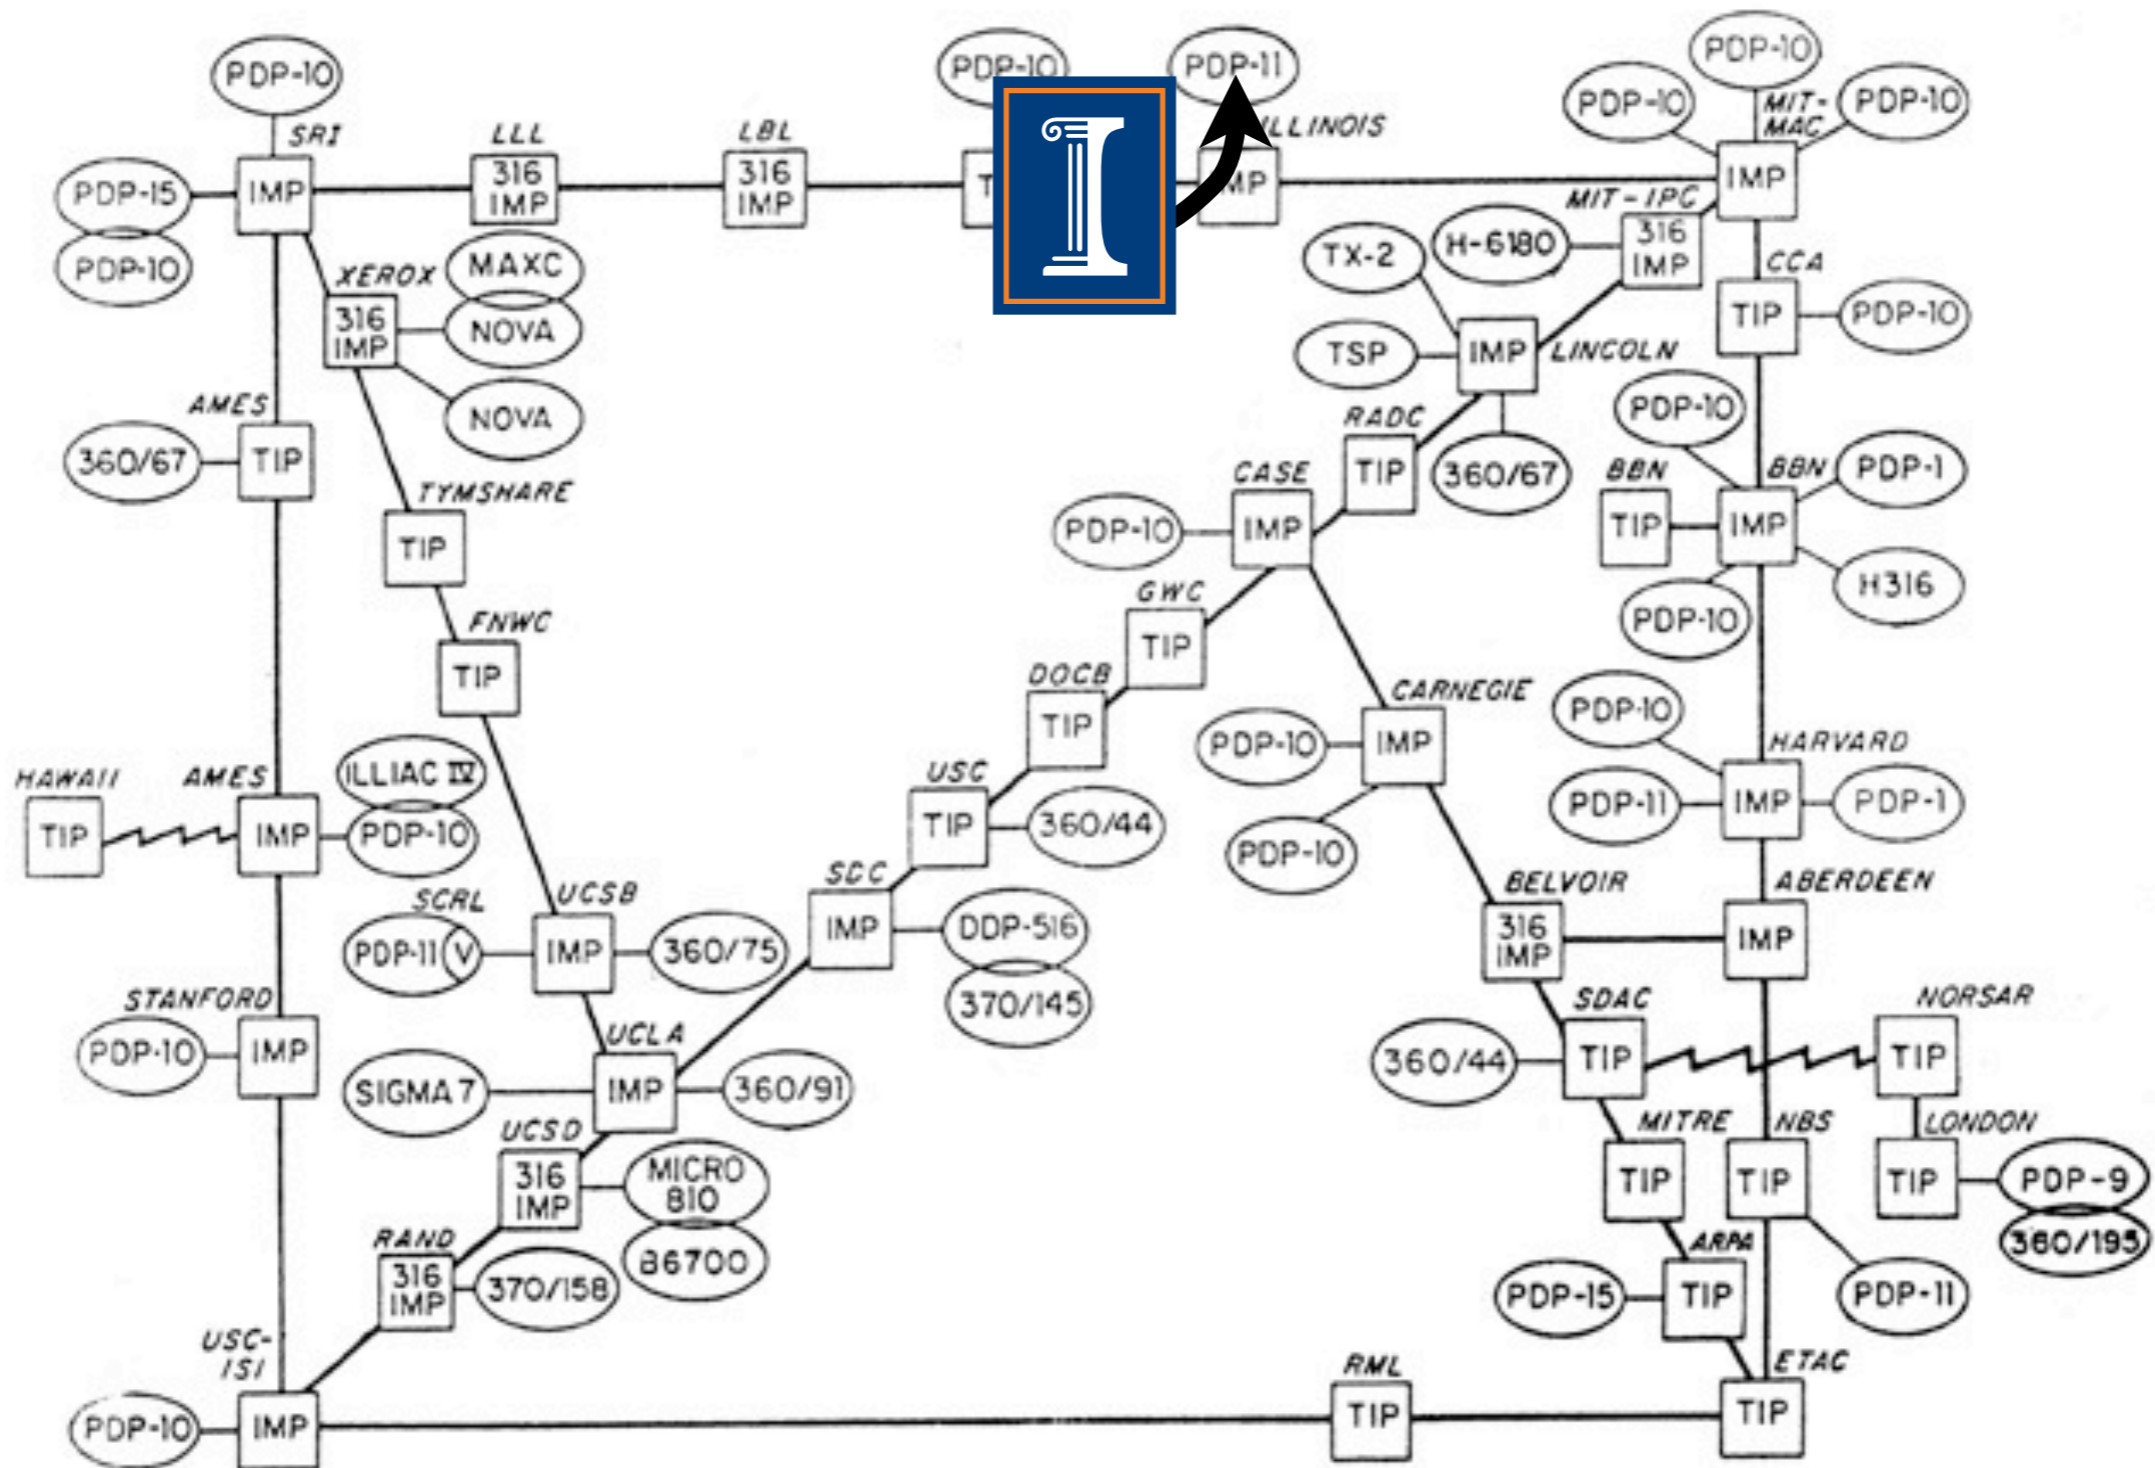 PDP-10
PDP-10
PDP-11
PDP-10
PDP-10
PDP-10
SRI
LLL
LBL
ILLINOIS
MIT-
MAC
PDP-15
IMP
316
IMP
316
IMP
I
IMP
PDP-10
MIT-IPC
316
IMP
H-6180
TX-2
CCA
TIP
PDP-10
XEROX
MAXC
316
IMP
NOVA
NOVA
TSP
IMP
LINCOLN
AMES
360/67
TIP
RADC
TIP
360/67
PDP-10
BBN
TIP
BBN
IMP
PDP-1
H316
PDP-10
TYMSHARE
TIP
CASE
PDP-10
IMP
GWC
TIP
FNWC
TIP
DOCB
TIP
CARNEGIE
PDP-10
IMP
PDP-10
PDP-10
HARVARD
PDP-11
IMP
PDP-1
HAWAII
TIP
AMES
IMP
ILLIAC IV
PDP-10
USC
TIP
360/44
SDC
IMP
DDP-516
370/145
SCRL
PDP-11
V
UCSB
IMP
360/75
BELVOIR
316
IMP
ABERDEEN
IMP
STANFORD
PDP-10
IMP
UCLA
SIGMA 7
IMP
360/91
SDAC
360/44
TIP
NORSAR
TIP
UCSD
316
IMP
MICRO
810
B6700
MITRE
TIP
NBS
TIP
LONDON
TIP
PDP-9
360/195
RAND
316
IMP
370/158
ARPA
PDP-15
TIP
PDP-11
USC-
ISI
PDP-10
IMP
RML
TIP
ETAC
TIP